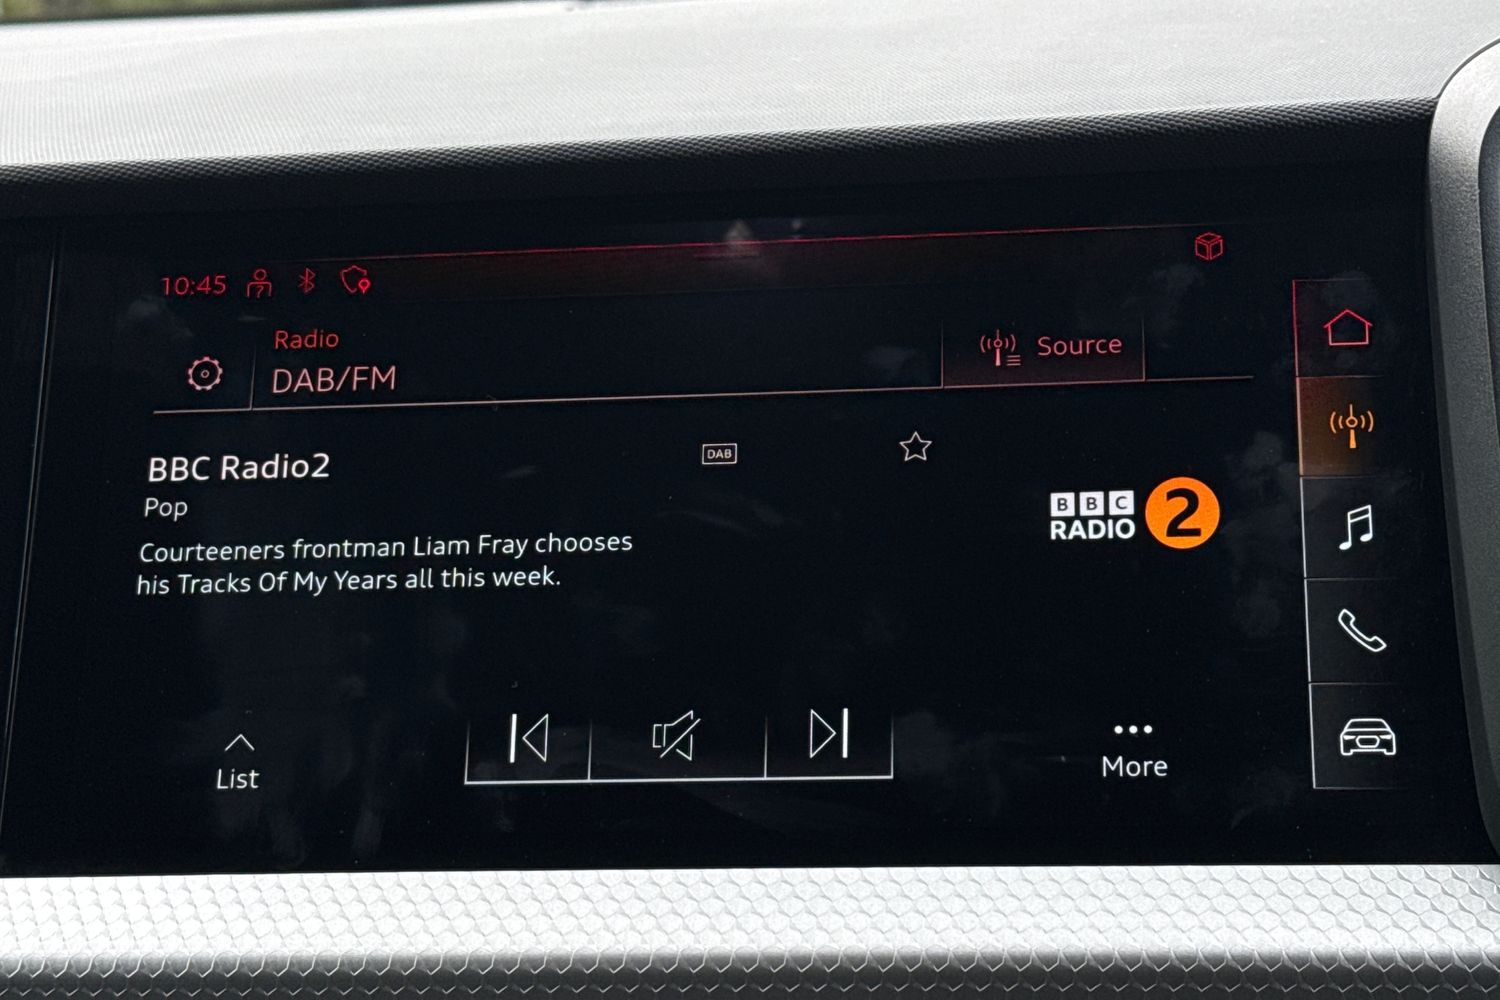 10:45
Radio
DAB/FM
Source
BBC Radio2
DAB
Pop
Courteeners frontman Liam Fray chooses
his Tracks Of My Years all this week.
BBC
RADIO 2
List
More